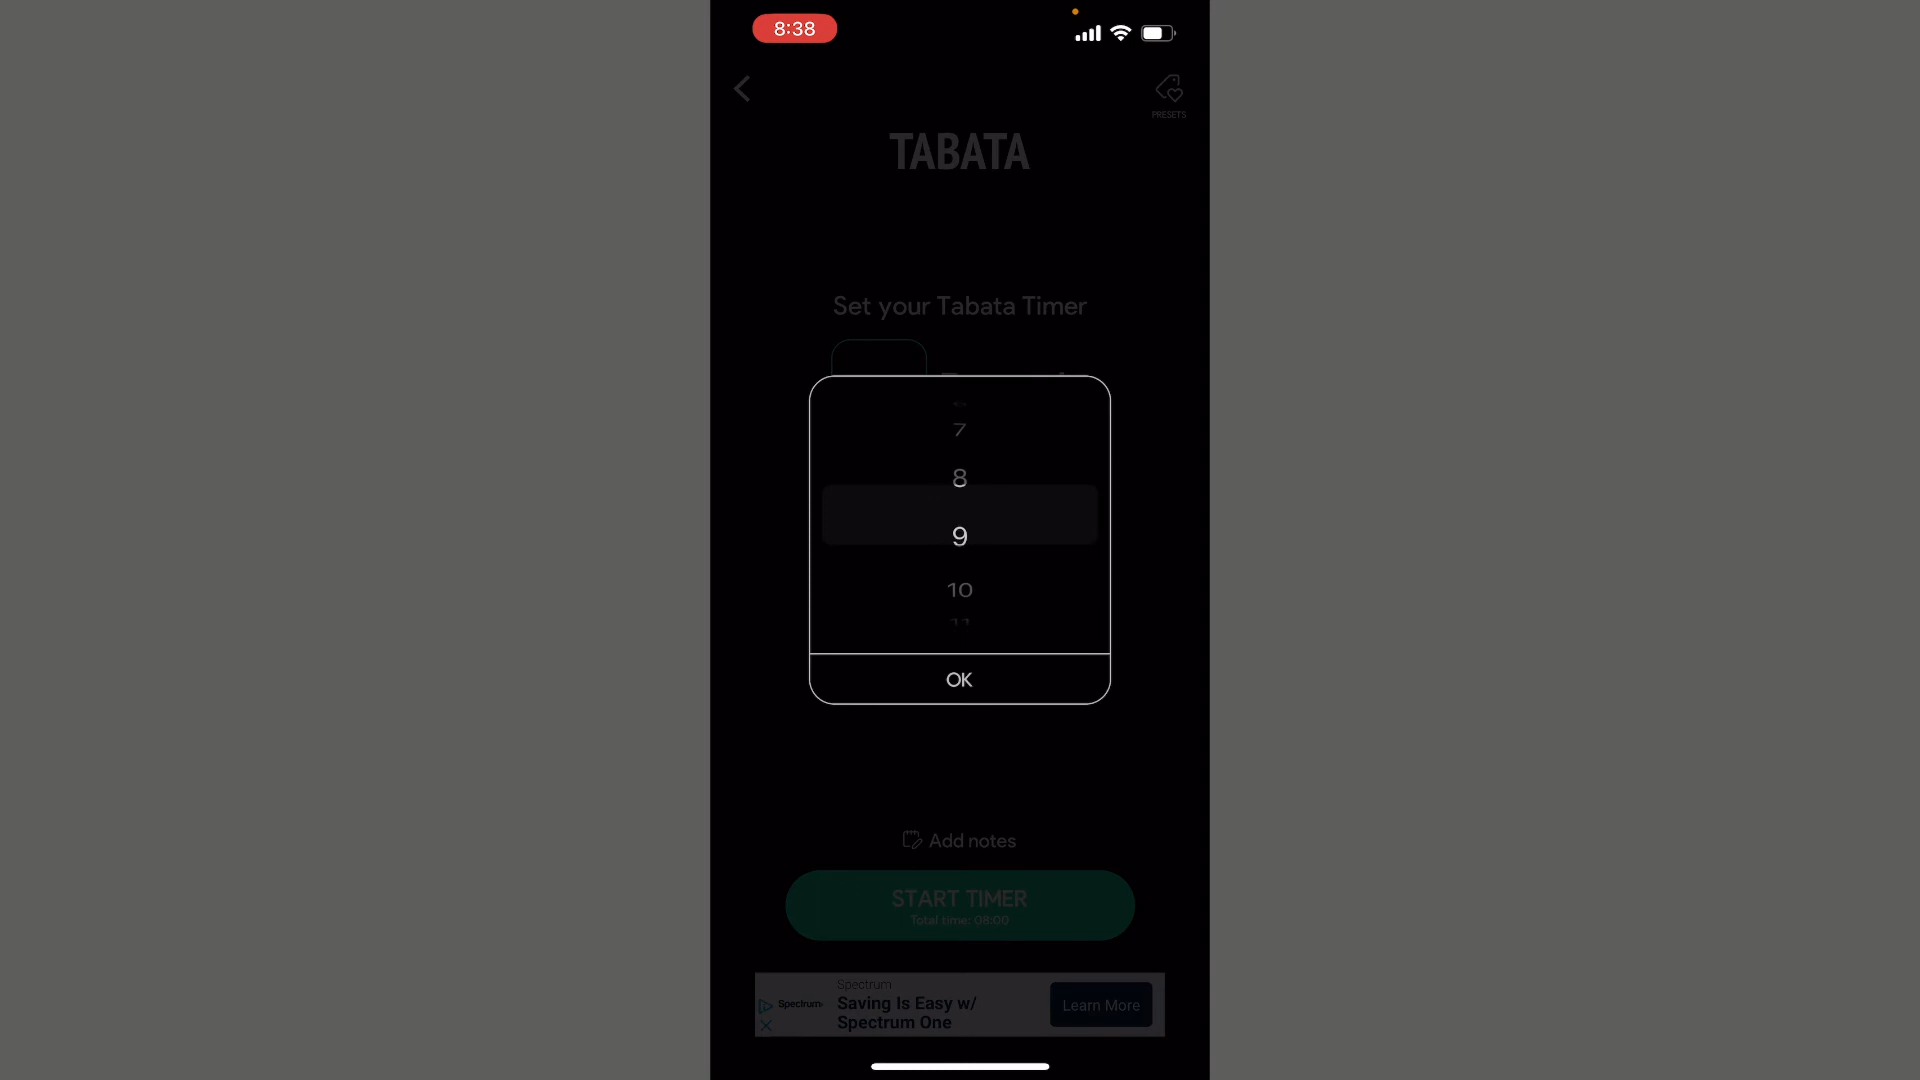 8:38
PRESETS
TABATA
Set your Tabata Timer
7
8
9
10
11
OK
Add notes
START TIMER
Total time: 08:00
Spectrum
Spectrum
Saving Is Easy w/
Spectrum One
Learn More